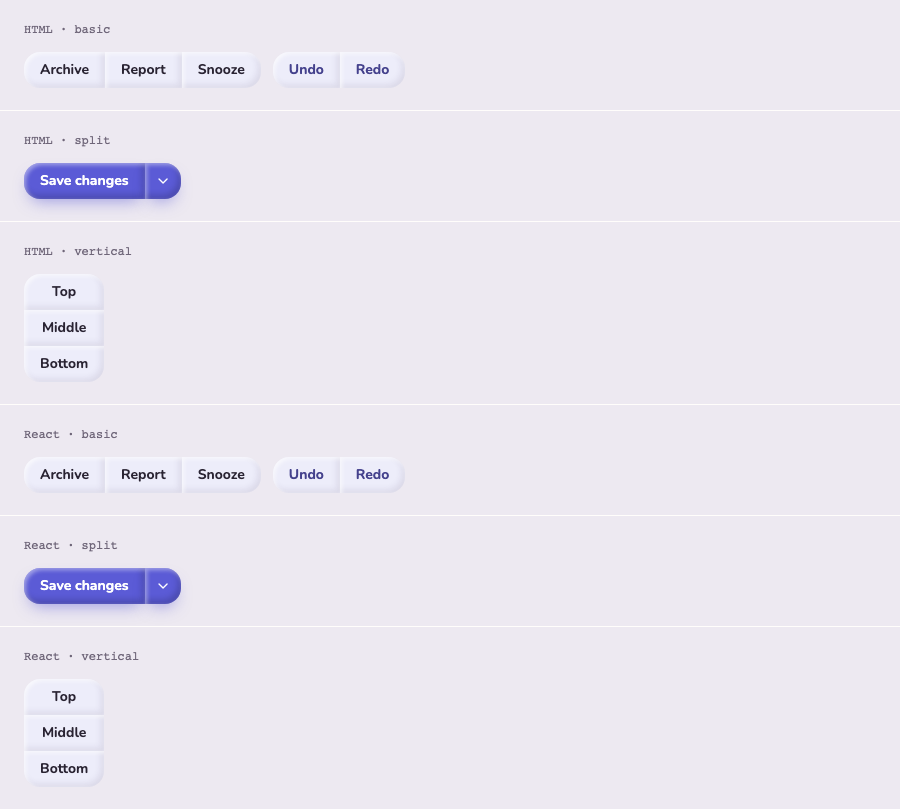 HTML · basic
Archive Report Snooze Undo Redo
HTML · split
Save changes
HTML · vertical
Top
Middle
Bottom
React · basic
Archive Report Snooze Undo Redo
React · split
Save changes
React · vertical
Top
Middle
Bottom